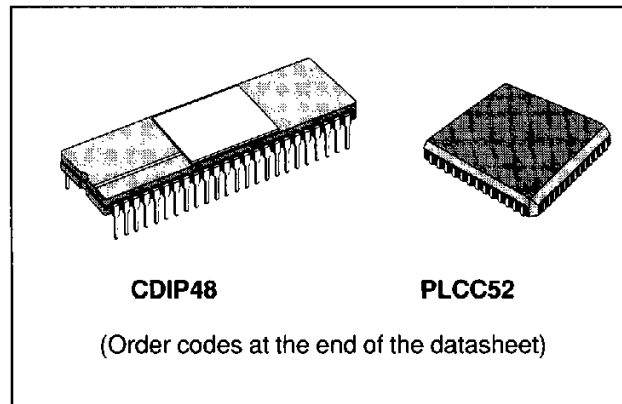 CDIP48 PLCC52
(Order codes at the end of the datasheet)